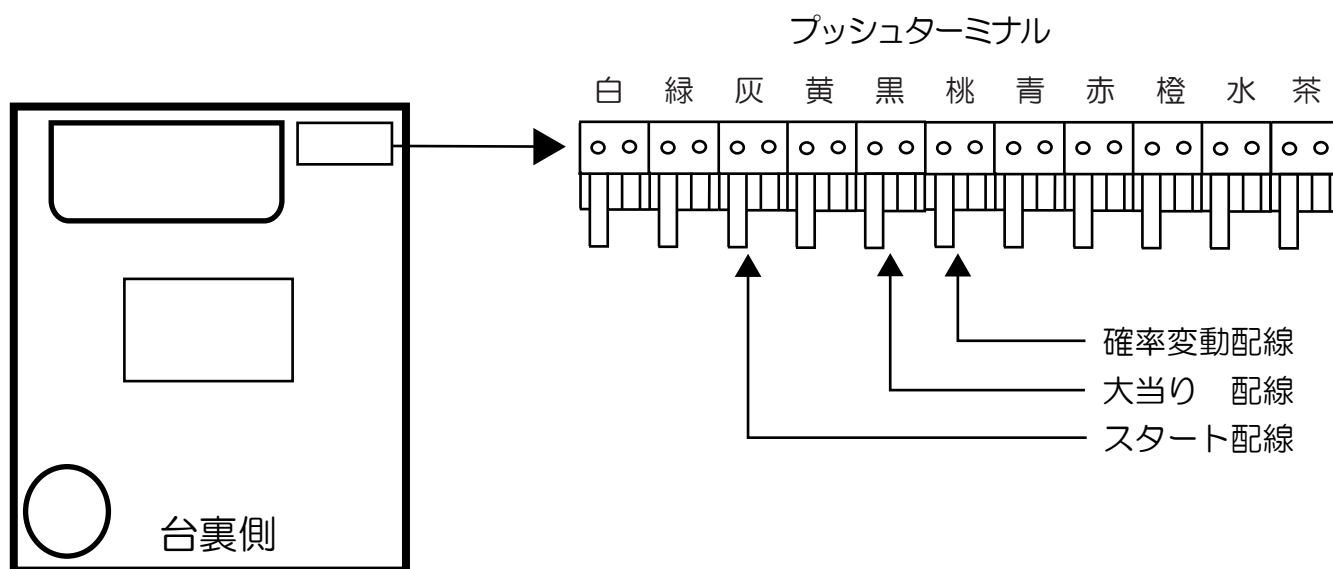 プッシュターミナル
白 緑 灰 黄 黒 桃 青 赤 橙 水 茶
確率変動配線
大当り　配線
スタート配線
台裏側